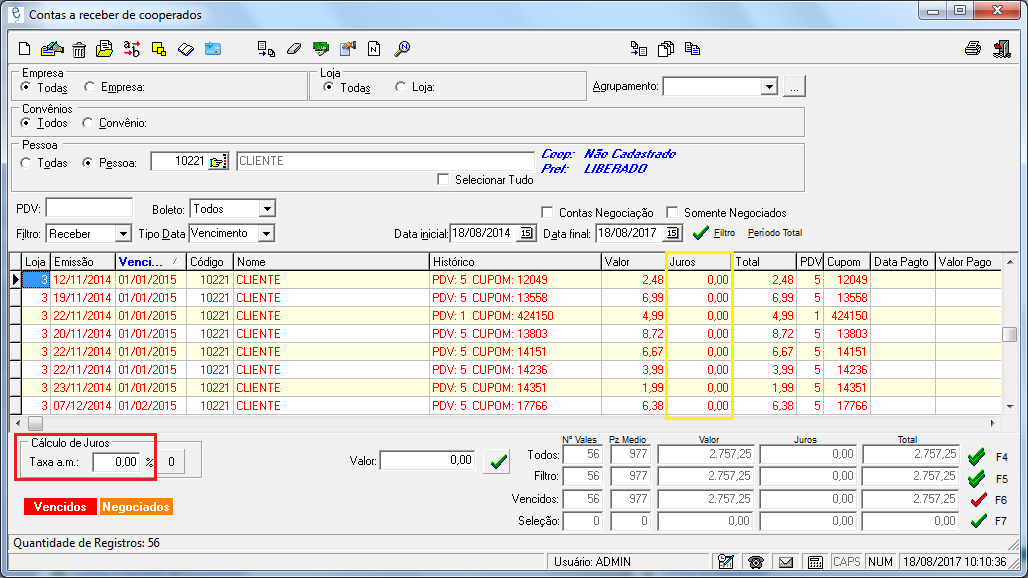 Contas a receber de cooperados
Empresa
Todas Empresa:
Loja
Todas Loja:
Agrupamento: ...
Convênios
Todos Convênio:
Pessoa
Todas Pessoa: 10221 CLIENTE
Coop: Não Cadastrado
Pref: LIBERADO
Selecionar Tudo
PDV: Boleto: Todos
Contas Negociação Somente Negociados
Filtro: Receber Tipo Data Vencimento Data inicial: 18/08/2014 15 Data final: 18/08/2017 15 Filtro Período Total
Loja Emissão Venci... Código Nome Histórico Valor Juros Total PDV Cupom Data Pagto Valor Pago
3 12/11/2014 01/01/2015 10221 CLIENTE PDV: 5 CUPOM: 12049 2,48 0,00 2,48 5 12049
3 19/11/2014 01/01/2015 10221 CLIENTE PDV: 5 CUPOM: 13558 6,99 0,00 6,99 5 13558
3 22/11/2014 01/01/2015 10221 CLIENTE PDV: 1 CUPOM: 424150 4,99 0,00 4,99 1 424150
3 20/11/2014 01/01/2015 10221 CLIENTE PDV: 5 CUPOM: 13803 8,72 0,00 8,72 5 13803
3 22/11/2014 01/01/2015 10221 CLIENTE PDV: 5 CUPOM: 14151 6,67 0,00 6,67 5 14151
3 22/11/2014 01/01/2015 10221 CLIENTE PDV: 5 CUPOM: 14236 3,99 0,00 3,99 5 14236
3 23/11/2014 01/01/2015 10221 CLIENTE PDV: 5 CUPOM: 14351 1,99 0,00 1,99 5 14351
3 07/12/2014 01/02/2015 10221 CLIENTE PDV: 5 CUPOM: 17766 6,38 0,00 6,38 5 17766
Cálculo de Juros
Taxa a.m.: 0,00 % 0
Valor: 0,00
Nº Vales Pz Medio Valor Juros Total
Todos: 56 977 2.757,25 0,00 2.757,25 F4
Filtro: 56 977 2.757,25 0,00 2.757,25 F5
Vencidos: 56 977 2.757,25 0,00 2.757,25 F6
Seleção: 0 0 0,00 0,00 0,00 F7
Vencidos Negociados
Quantidade de Registros: 56
Usuário: ADMIN CAPS NUM 18/08/2017 10:10:36